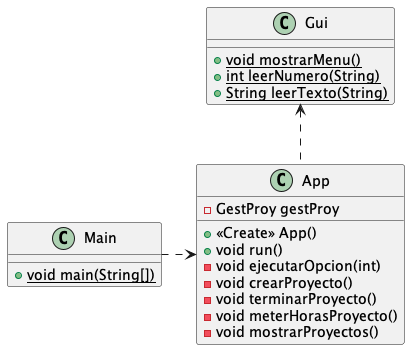 C Gui
void mostrarMenu()
int leerNumero(String)
String leerTexto(String)
C App
GestProy gestProy
«Create» App()
void run()
void ejecutarOpcion(int)
void crearProyecto()
void terminarProyecto()
void meterHorasProyecto()
void mostrarProyectos()
C Main
void main(String[])